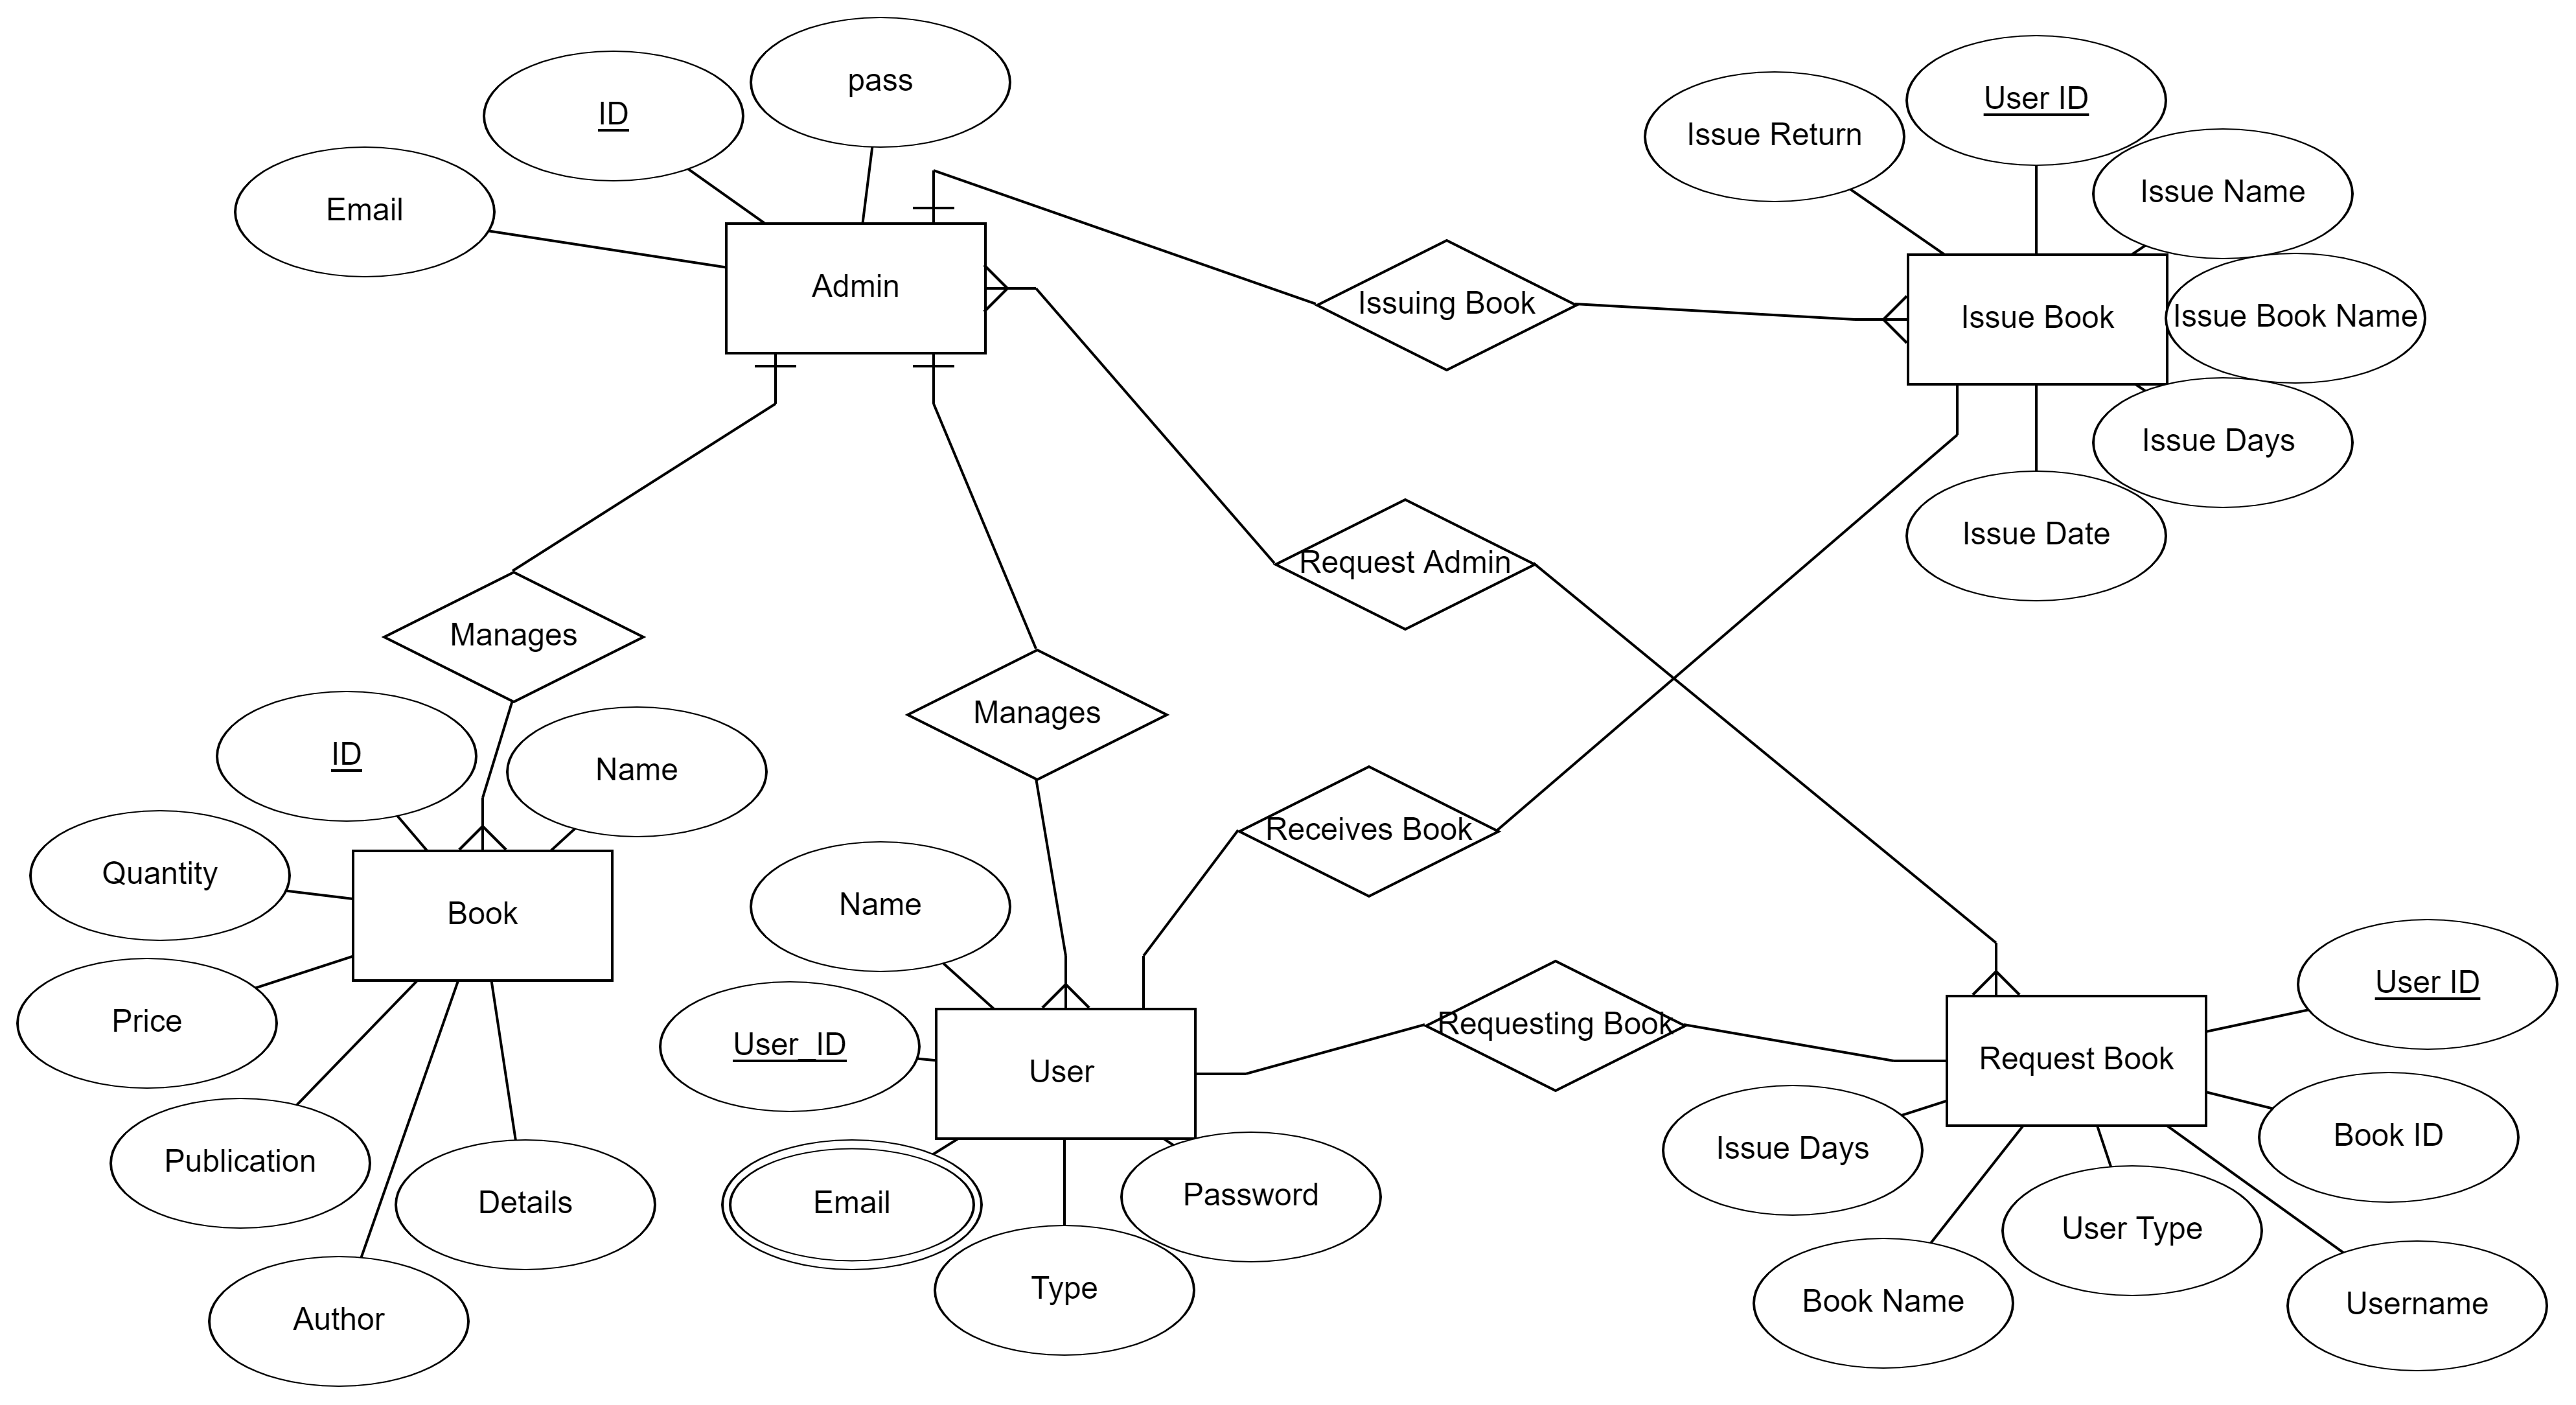 pass
ID
User ID
Issue Return
Issue Name
Email
Admin
Issuing Book
Issue Book
Issue Book Name
Issue Days
Issue Date
Request Admin
Manages
Manages
ID
Name
Receives Book
Quantity
Book
Name
User ID
Price
User_ID
User
Requesting Book
Request Book
Book ID
Issue Days
Publication
Details
Email
Password
User Type
Type
Book Name
Username
Author